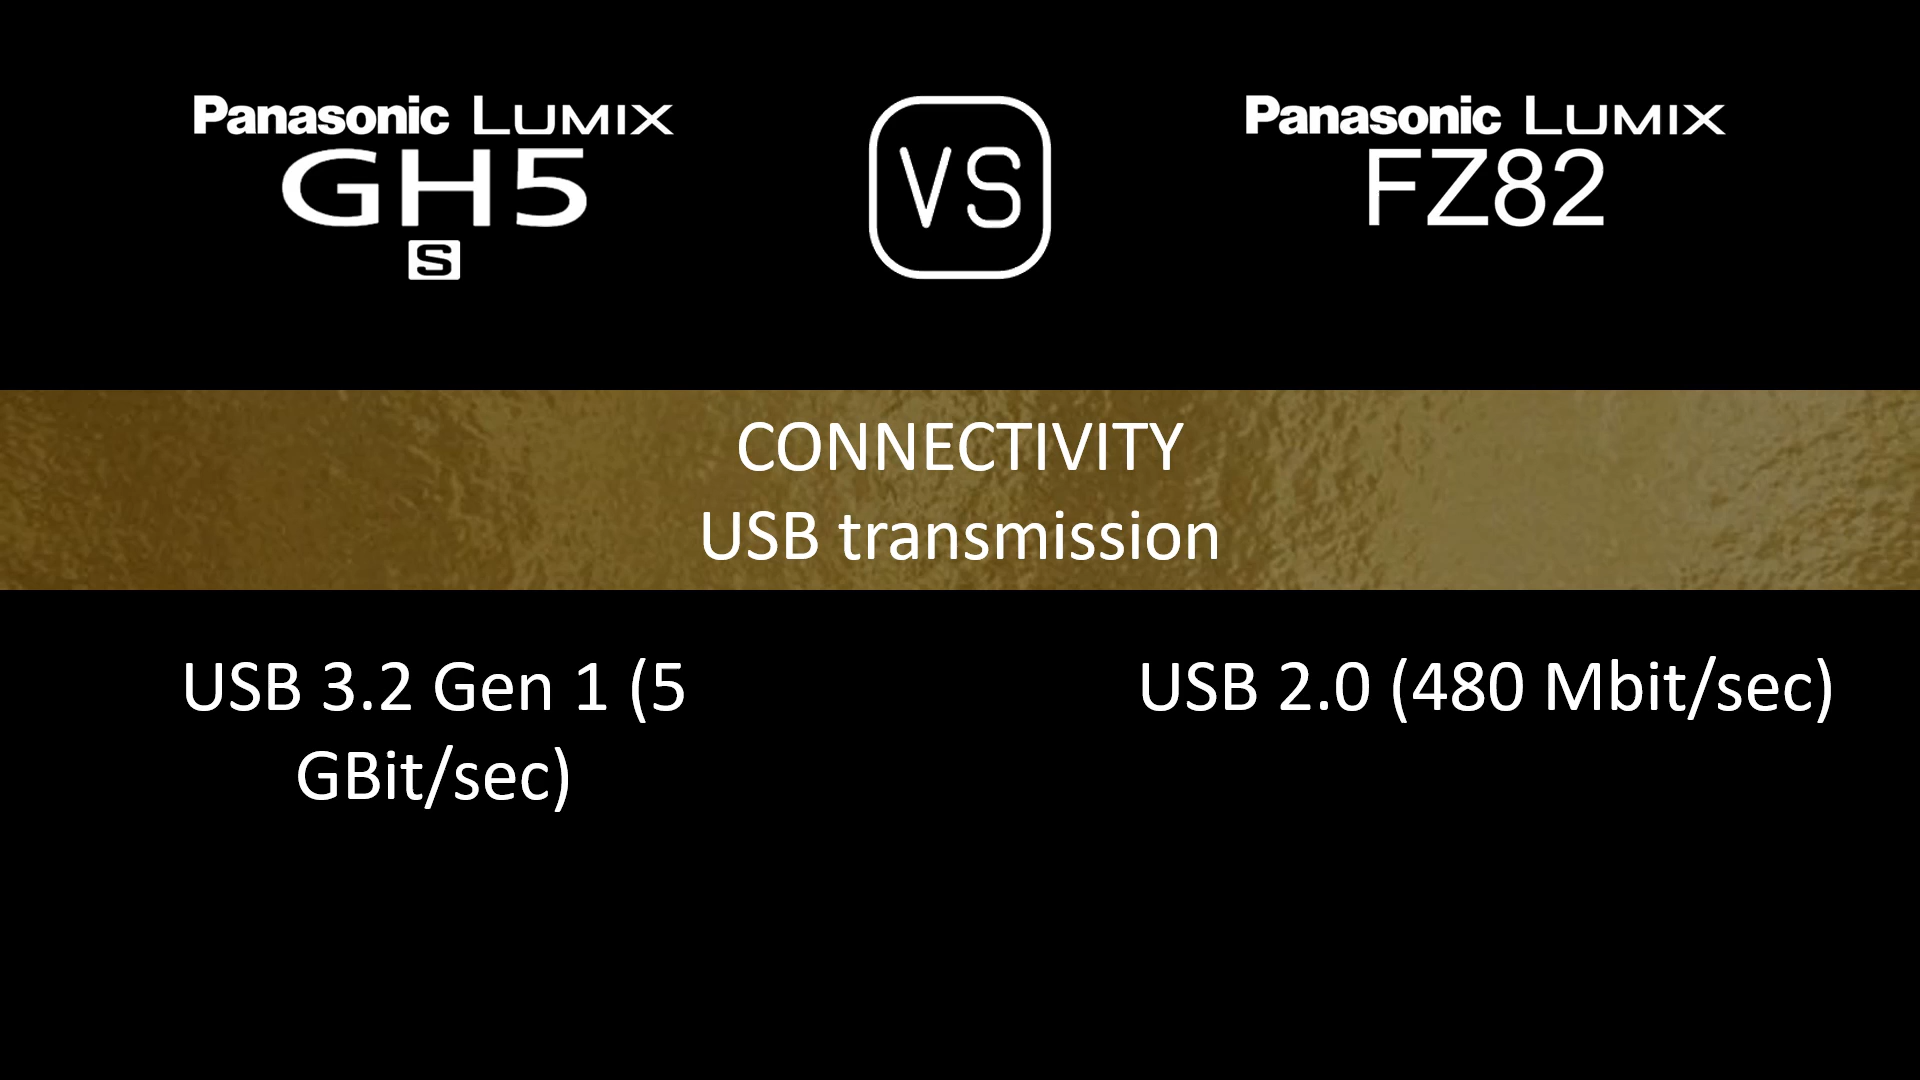 Panasonic LUMIX
GH5
S
VS
Panasonic LUMIX
FZ82
CONNECTIVITY
USB transmission
USB 3.2 Gen 1 (5
GBit/sec)
USB 2.0 (480 Mbit/sec)